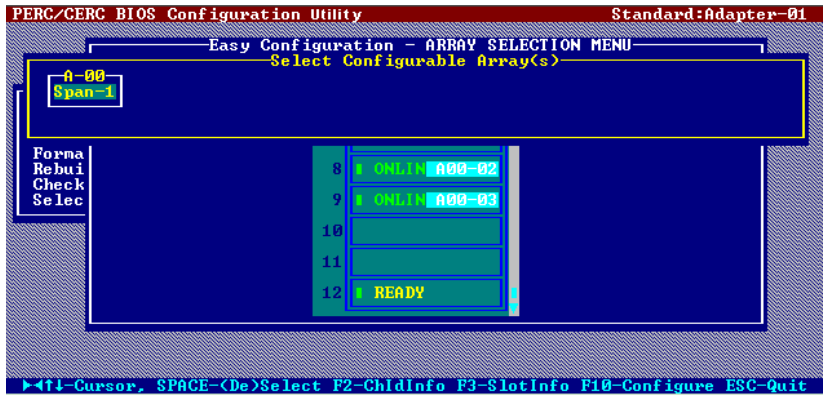 PERC/CERC BIOS Configuration Utility Standard:Adapter-01
Easy Configuration - ARRAY SELECTION MENU
Select Configurable Array(s)
A-00
Span-1
Forma
Rebui
Check
Selec
8 ONLIN A00-02
9 ONLIN A00-03
10
11
12 READY
►◄↑↓-Cursor, SPACE-(De)Select F2-ChIdInfo F3-SlotInfo F10-Configure ESC-Quit